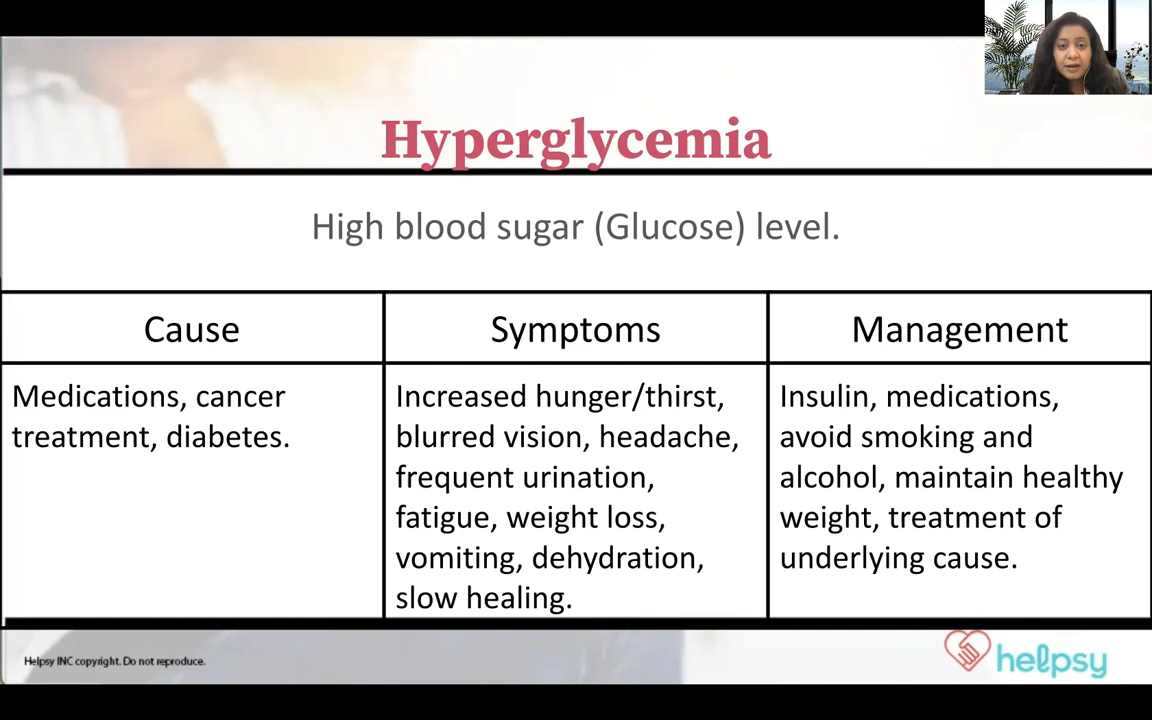 Hyperglycemia
High blood sugar (Glucose) level.
Cause
Symptoms
Management
Medications, cancer
treatment, diabetes.
Increased hunger/thirst,
blurred vision, headache,
frequent urination,
fatigue, weight loss,
vomiting, dehydration,
slow healing.
Insulin, medications,
avoid smoking and
alcohol, maintain healthy
weight, treatment of
underlying cause.
Helpsy INC copyright. Do not reproduce.
helpsy